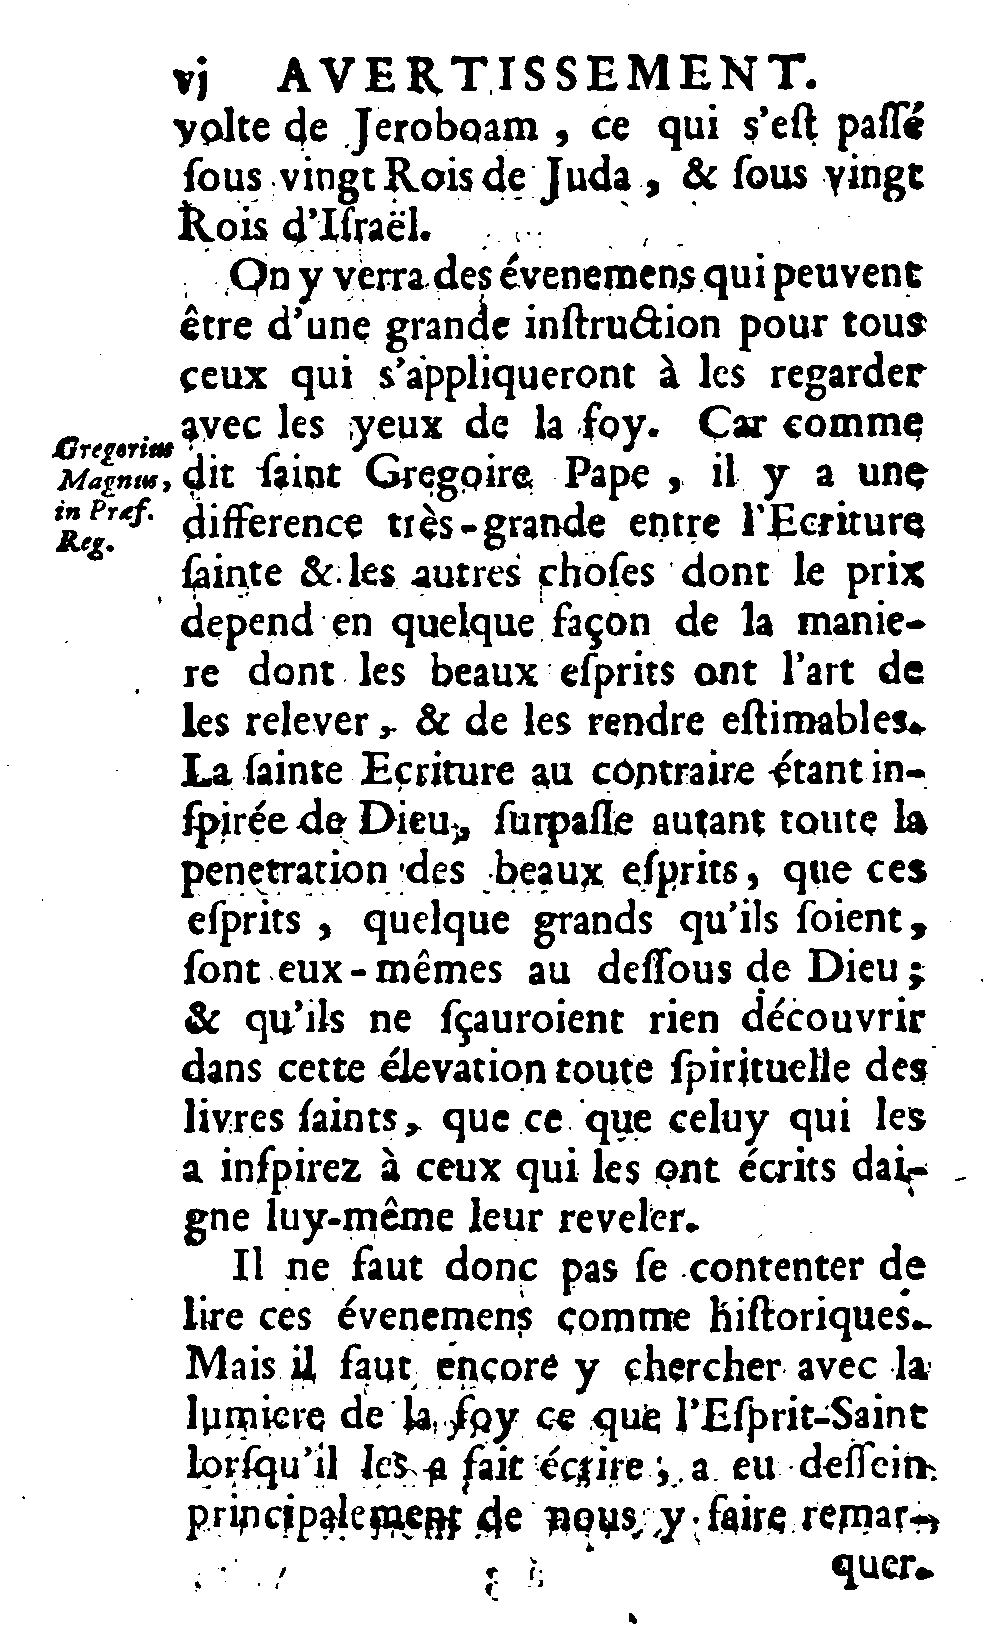 vj AVERTISSEMENT.
volte de Jeroboam, ce qui s'eſt paſſé
ſous vingt Rois de Juda, & ſous vingt
Rois d'Iſraël.
On y verra des évenemens qui peuvent
être d'une grande inſtruction pour tous
ceux qui s'appliqueront à les regarder
avec les yeux de la foy. Car comme
dit ſaint Gregoire Pape, il y a une
difference très-grande entre l'Ecriture
ſainte & les autres choſes dont le prix
depend en quelque façon de la manie-
re dont les beaux eſprits ont l'art de
les relever, & de les rendre eſtimables.
La ſainte Ecriture au contraire étant in-
ſpirée de Dieu, ſurpaſſe autant toute la
penetration des beaux eſprits, que ces
eſprits, quelque grands qu'ils ſoient,
ſont eux-mêmes au deſſous de Dieu;
& qu'ils ne ſçauroient rien découvrir
dans cette élevation toute ſpirituelle des
livres ſaints, que ce que celuy qui les
a inſpirez à ceux qui les ont écrits dai-
gne luy-même leur reveler.
Il ne faut donc pas ſe contenter de
lire ces évenemens comme hiſtoriques.
Mais il faut encore y chercher avec la
lumiere de la foy ce que l'Eſprit-Saint
lorſqu'il les a fait écrire, a eu deſſein
principalement de nous y faire remar-
quer.
Gregorius
Magnus,
in Præf.
Reg.